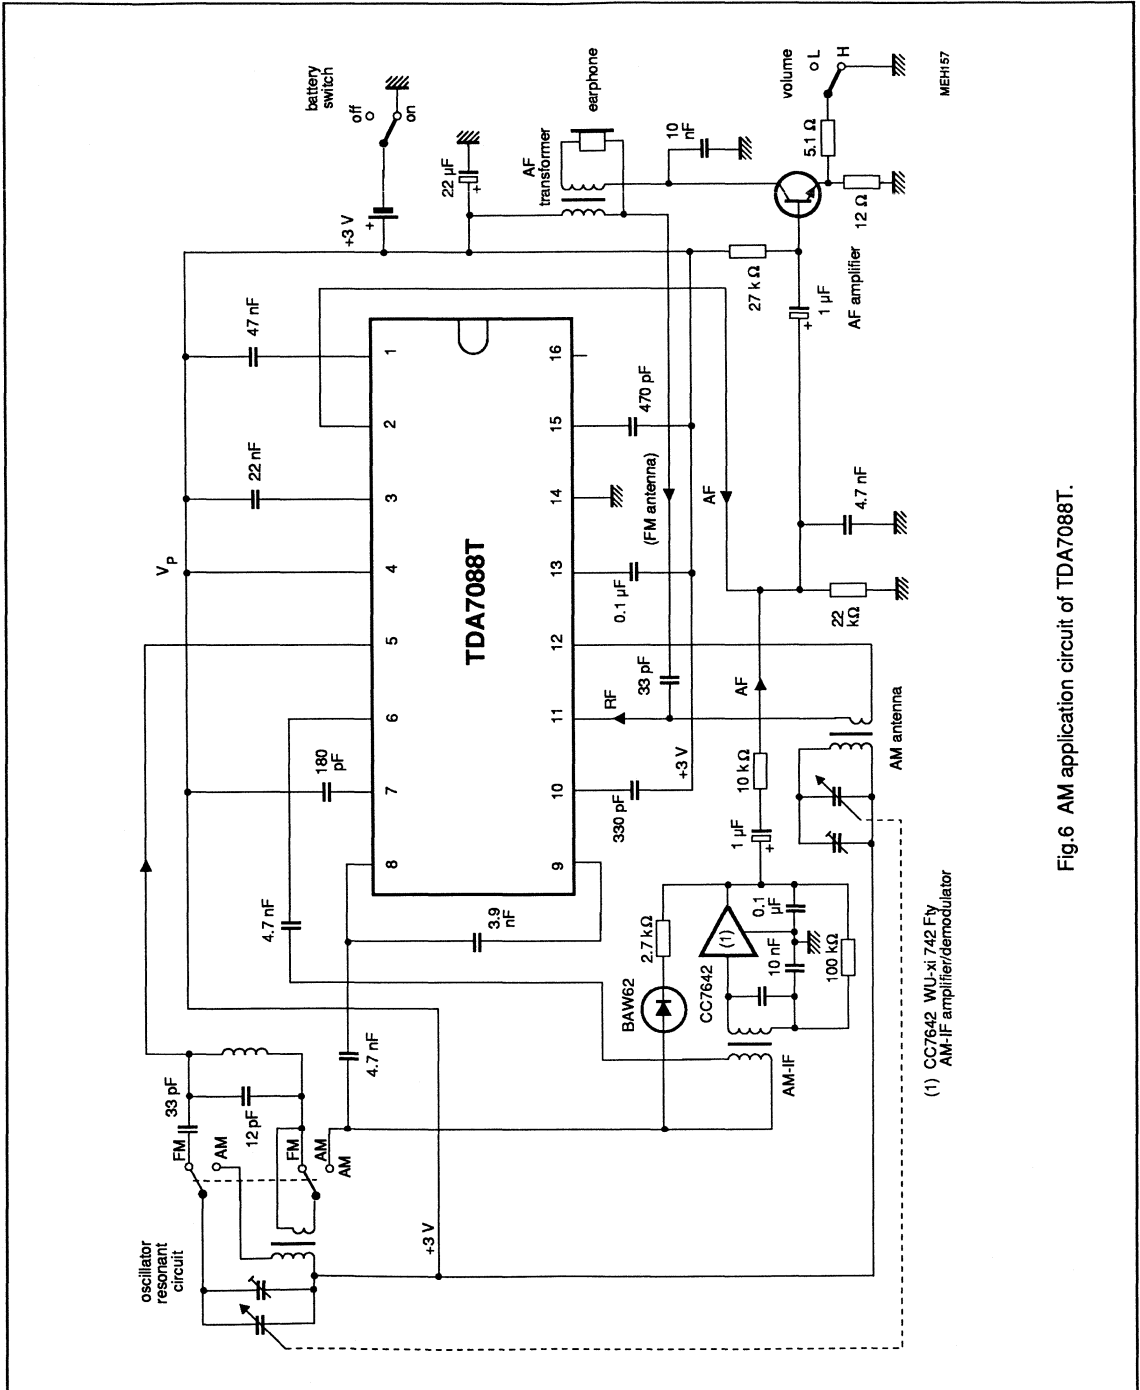 battery
switch
off
on
+3 V
22 µF
+
AF
transformer
earphone
10
nF
volume
L
H
5.1 Ω
12 Ω
MEH157
27 kΩ
1 µF
+
AF amplifier
47 nF
22 nF
VP
1
2
3
4
5
6
7
8
TDA7088T
16
15
14
13
12
11
10
9
470 pF
(FM antenna)
0.1 µF
33 pF
RF
330 pF
+3 V
AF
AF
4.7 nF
22
kΩ
180
pF
4.7 nF
3.9
nF
4.7 nF
10 kΩ
1 µF
+
AM antenna
2.7 kΩ
BAW62
CC7642
(1)
0.1
µF
10 nF
100 kΩ
AM-IF
33 pF
12 pF
FM
AM
FM
AM
AM
oscillator
resonant
circuit
+3 V
(1) CC7642 WU-xi 742 Fty
AM-IF amplifier/demodulator
Fig.6 AM application circuit of TDA7088T.